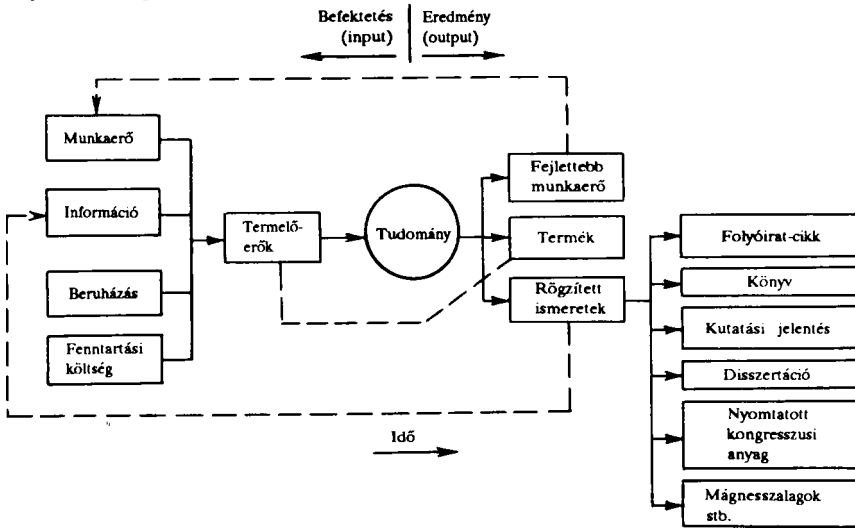 Befektetés
(input)
Eredmény
(output)
Munkaerő
Információ
Beruházás
Fenntartási
költség
Termelő-
erők
Tudomány
Fejlettebb
munkaerő
Termék
Rögzített
ismeretek
Folyóirat-cikk
Könyv
Kutatási jelentés
Disszertáció
Nyomtatott
kongresszusi
anyag
Mágnesszalagok
stb.
Idő